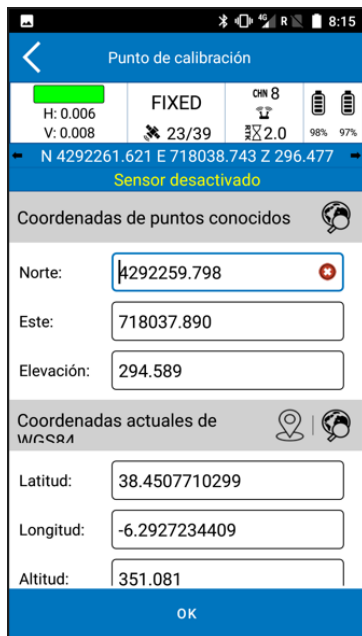 4G R 8:15
Punto de calibración
H: 0.006
V: 0.008
FIXED
23/39
CHN 8
2.0
98% 97%
N 4292261.621 E 718038.743 Z 296.477
Sensor desactivado
Coordenadas de puntos conocidos
Norte: 4292259.798
Este: 718037.890
Elevación: 294.589
Coordenadas actuales de
WGS84
Latitud: 38.4507710299
Longitud: -6.2927234409
Altitud: 351.081
OK